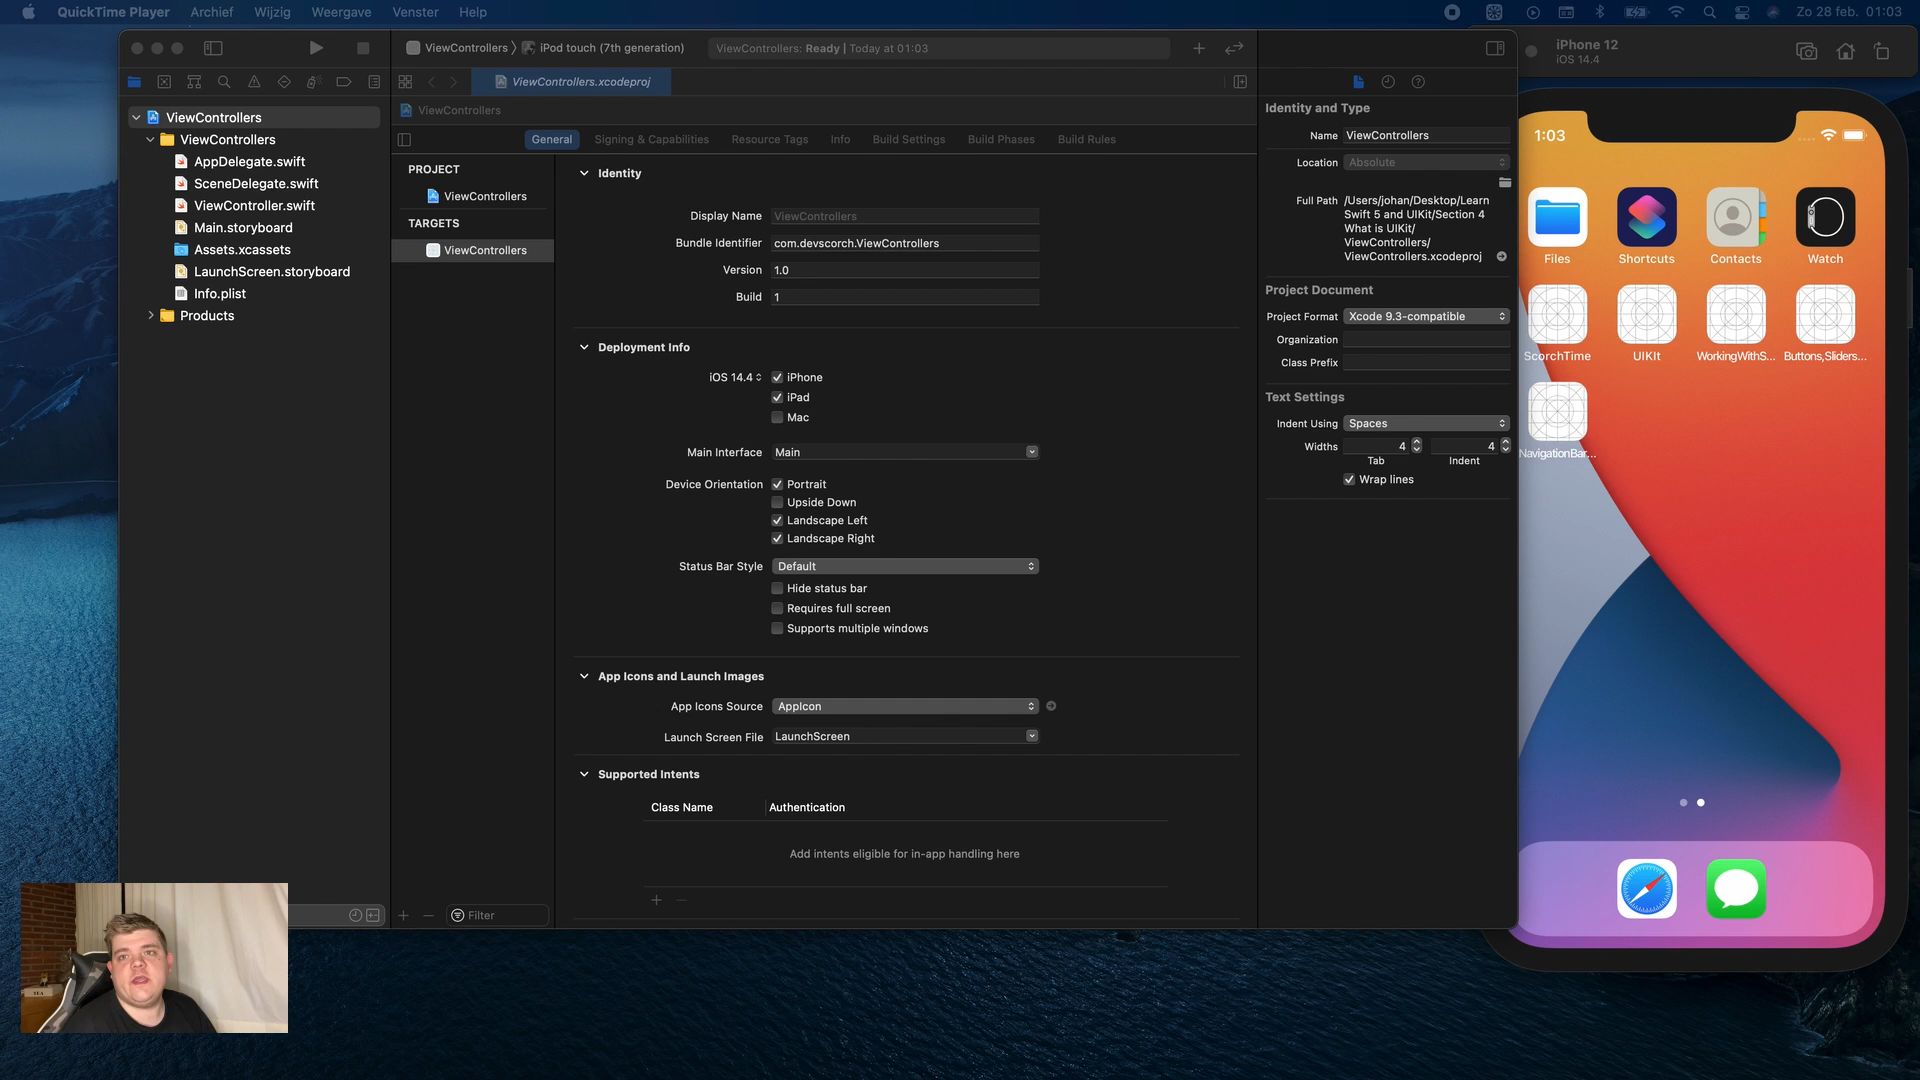 QuickTime Player Archief Wijzig Weergave Venster Help Zo 28 feb. 01:03
ViewControllers iPod touch (7th generation) ViewControllers: Ready | Today at 01:03
iPhone 12
iOS 14.4
ViewControllers.xcodeproj
ViewControllers
General Signing & Capabilities Resource Tags Info Build Settings Build Phases Build Rules
ViewControllers
ViewControllers
AppDelegate.swift
SceneDelegate.swift
ViewController.swift
Main.storyboard
Assets.xcassets
LaunchScreen.storyboard
Info.plist
Products
PROJECT
ViewControllers
TARGETS
ViewControllers
Filter
Identity
Display Name ViewControllers
Bundle Identifier com.devscorch.ViewControllers
Version 1.0
Build 1
Deployment Info
iOS 14.4 iPhone
iPad
Mac
Main Interface Main
Device Orientation Portrait
Upside Down
Landscape Left
Landscape Right
Status Bar Style Default
Hide status bar
Requires full screen
Supports multiple windows
App Icons and Launch Images
App Icons Source AppIcon
Launch Screen File LaunchScreen
Supported Intents
Class Name Authentication
Add intents eligible for in-app handling here
Identity and Type
Name ViewControllers
Location Absolute
Full Path /Users/johan/Desktop/Learn
Swift 5 and UIKit/Section 4
What is UIKit/
ViewControllers/
ViewControllers.xcodeproj
Project Document
Project Format Xcode 9.3-compatible
Organization
Class Prefix
Text Settings
Indent Using Spaces
Widths 4 4
Tab Indent
Wrap lines
1:03
Files Shortcuts Contacts Watch
ScorchTime UIKIt WorkingWithS... Buttons,Sliders...
NavigationBar...